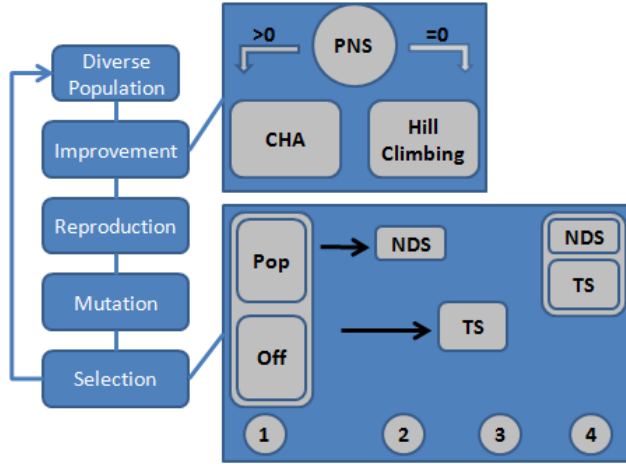 Diverse
Population
Improvement
Reproduction
Mutation
Selection
>0
PNS
=0
CHA
Hill
Climbing
Pop
NDS
NDS
TS
TS
Off
1
2
3
4